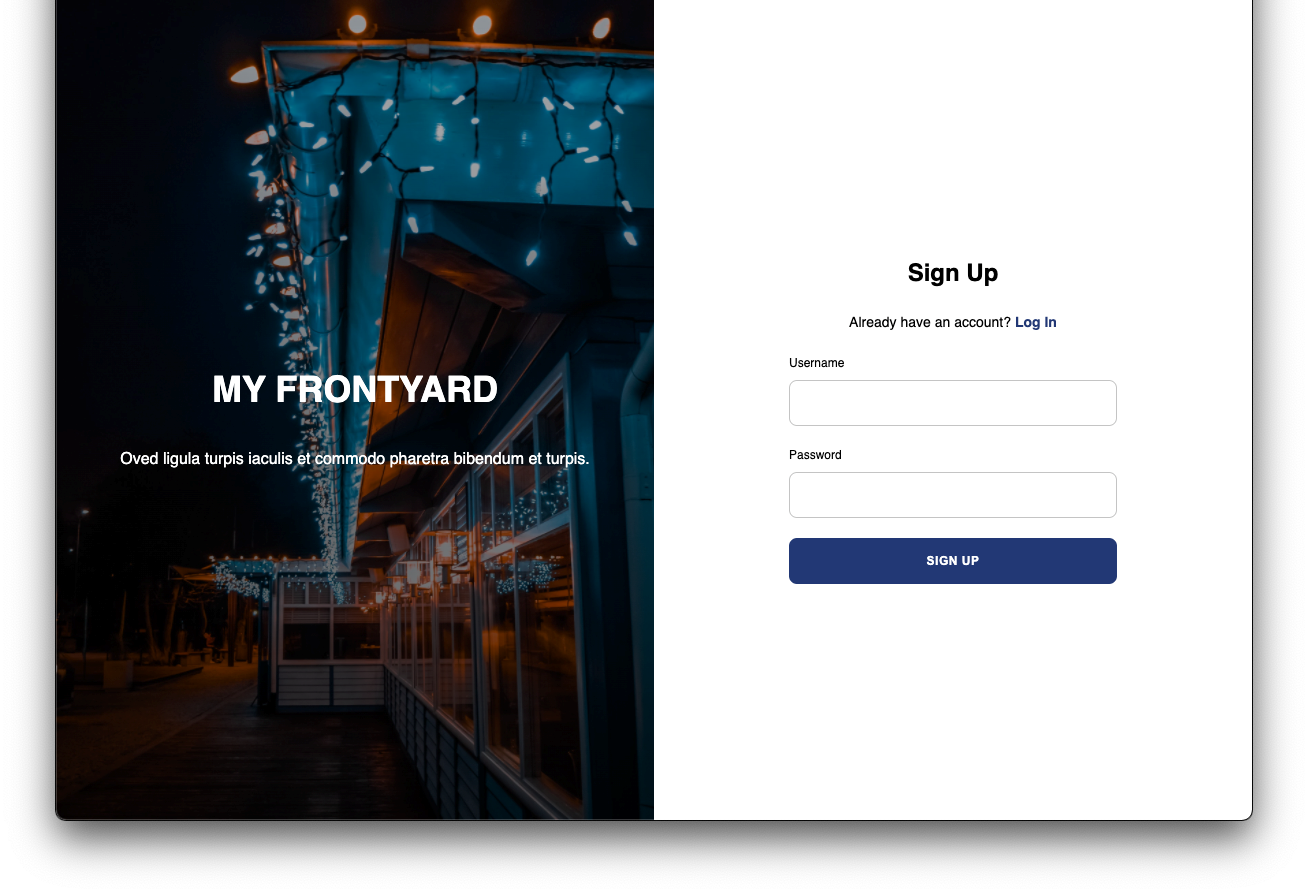 MY FRONTYARD
Oved ligula turpis iaculis et commodo pharetra bibendum et turpis.
Sign Up
Already have an account? Log In
Username
Password
SIGN UP